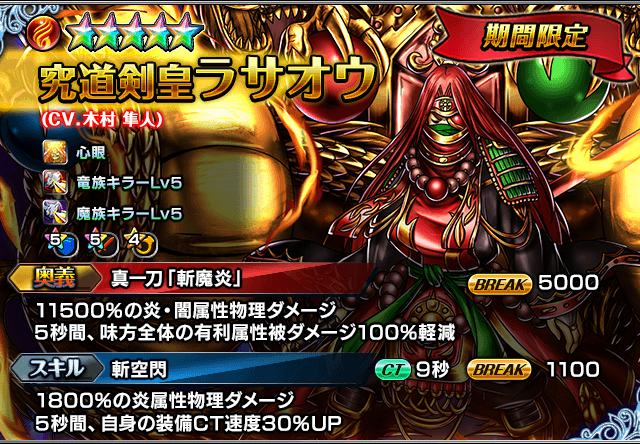 期間限定
究道剣皇ラサオウ
(CV.木村 隼人)
心眼
竜族キラーLv5
魔族キラーLv5
5 5 4
奥義 真一刀「斬魔炎」 BREAK 5000
11500%の炎・闇属性物理ダメージ
5秒間、味方全体の有利属性被ダメージ100%軽減
スキル 斬空閃 CT 9秒 BREAK 1100
1800%の炎属性物理ダメージ
5秒間、自身の装備CT速度30%UP